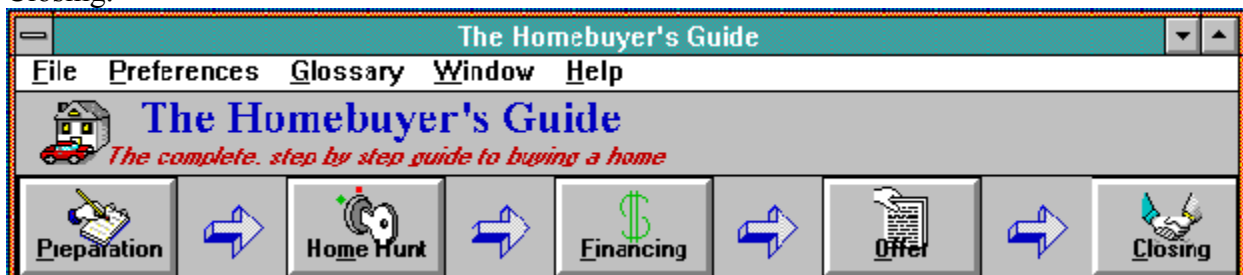 Closing.
The Homebuyer's Guide
File Preferences Glossary Window Help
The Homebuyer's Guide
The complete. step by step guide to buying a home
Preparation Home Hunt Financing Offer Closing